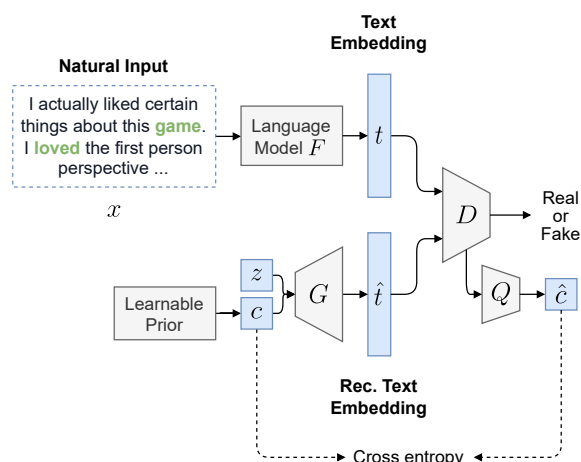 Text
Embedding
Natural Input
I actually liked certain
things about this game.
I loved the first person
perspective ...
x
Language
Model F
t
D
Real
or
Fake
z
c
G
t̂
Q
ĉ
Learnable
Prior
Rec. Text
Embedding
Cross entropy